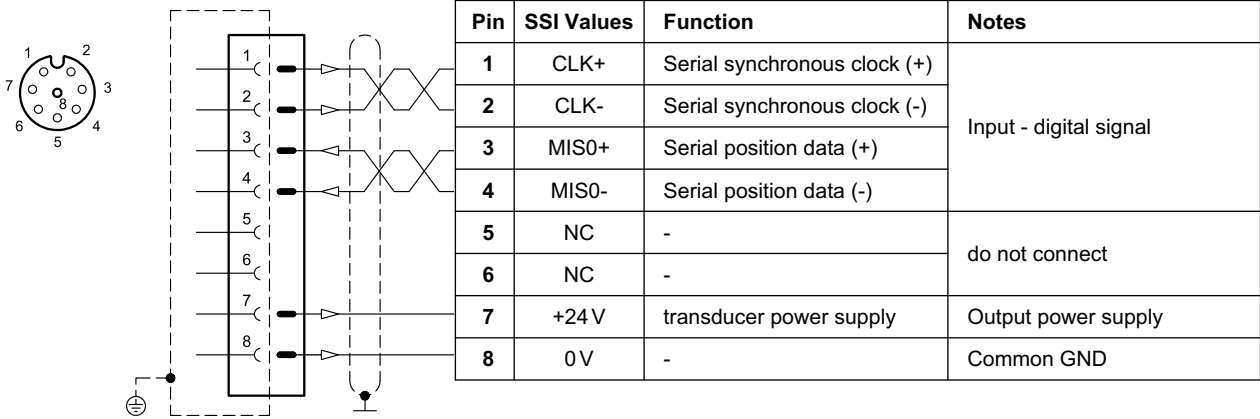 1 2
7 3
8
6 4
5
1
2
3
4
5
6
7
8
Pin SSI Values Function Notes
1 CLK+ Serial synchronous clock (+)
2 CLK- Serial synchronous clock (-)
Input - digital signal
3 MIS0+ Serial position data (+)
4 MIS0- Serial position data (-)
5 NC -
do not connect
6 NC -
7 +24 V transducer power supply Output power supply
8 0 V - Common GND